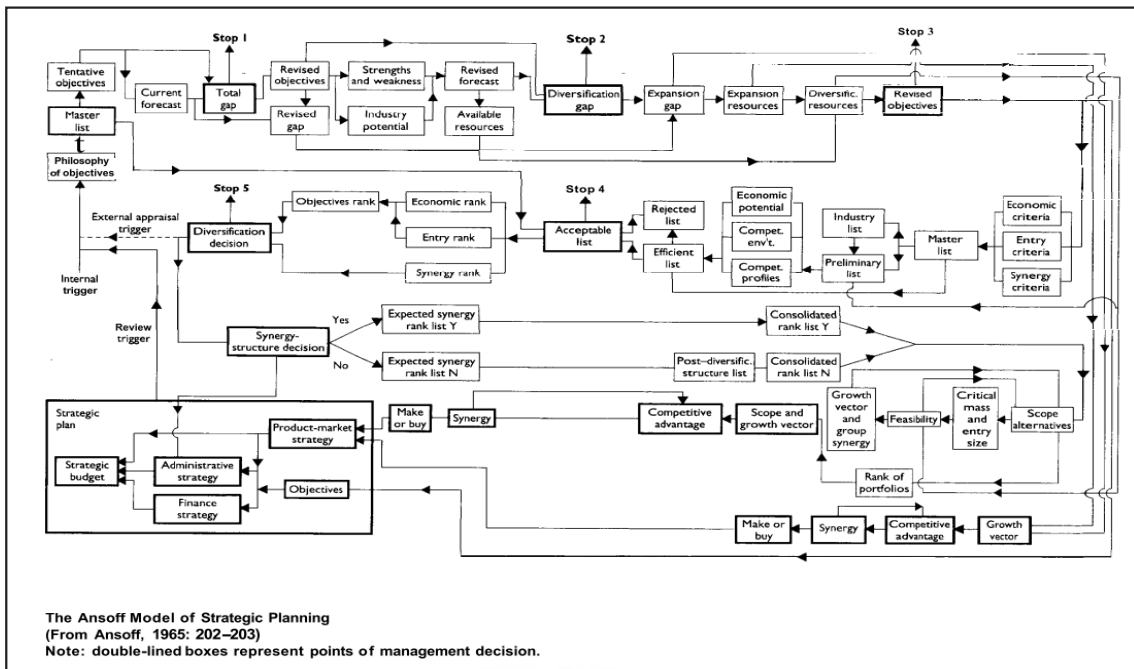 Stop 1
Stop 2
Stop 3
Tentative
objectives
Current
forecast
Total
gap
Revised
objectives
Strengths
and weakness
Revised
forecast
Diversification
gap
Expansion
gap
Expansion
resources
Diversific.
resources
Revised
objectives
Master
list
Revised
gap
Industry
potential
Available
resources
t
Philosophy
of objectives
Stop 5
Stop 4
External appraisal
trigger
Diversification
decision
Objectives rank
Economic rank
Entry rank
Synergy rank
Acceptable
list
Rejected
list
Efficient
list
Economic
potential
Compet.
env't.
Compet.
profiles
Industry
list
Preliminary
list
Master
list
Economic
criteria
Entry
criteria
Synergy
criteria
Internal
trigger
Review
trigger
Synergy-
structure decision
Yes
No
Expected synergy
rank list Y
Consolidated
rank list Y
Expected synergy
rank list N
Post–diversific.
structure list
Consolidated
rank list N
Strategic
plan
Product-market
strategy
Make
or buy
Synergy
Competitive
advantage
Scope and
growth vector
Growth
vector
and
group
synergy
Feasibility
Critical
mass and
entry
size
Scope
alternatives
Strategic
budget
Administrative
strategy
Finance
strategy
Objectives
Rank of
portfolios
Make or
buy
Synergy
Competitive
advantage
Growth
vector
The Ansoff Model of Strategic Planning
(From Ansoff, 1965: 202–203)
Note: double-lined boxes represent points of management decision.